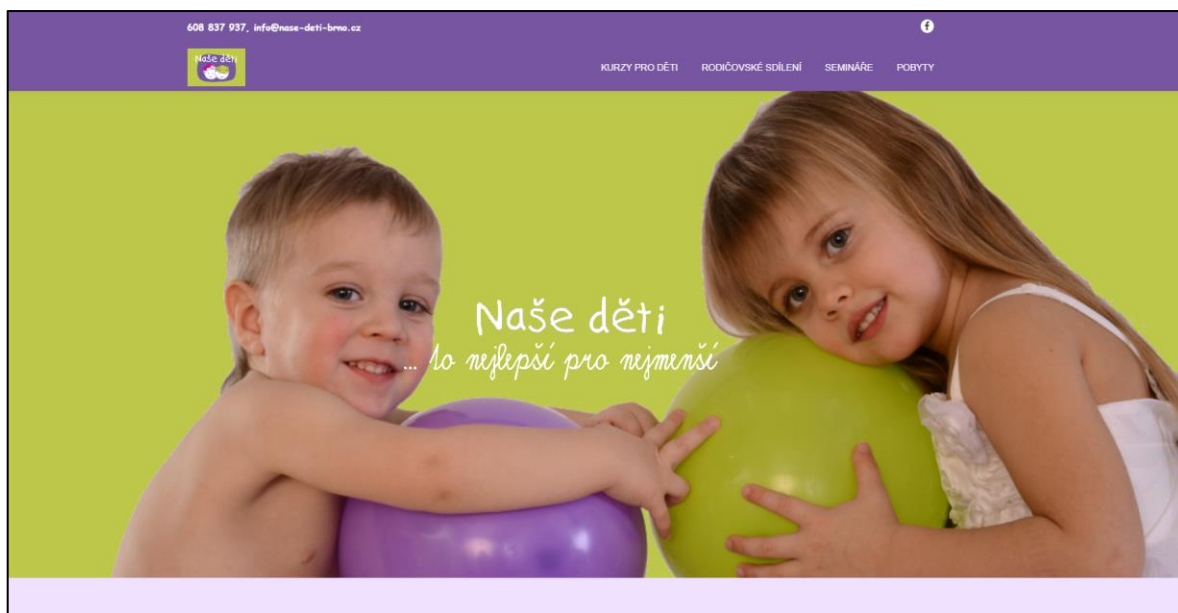 608 837 937, info@nase-deti-brno.cz
Naše děti
KURZY PRO DĚTI RODIČOVSKÉ SDÍLENÍ SEMINÁŘE POBYTY
Naše děti
... to nejlepší pro nejmenší